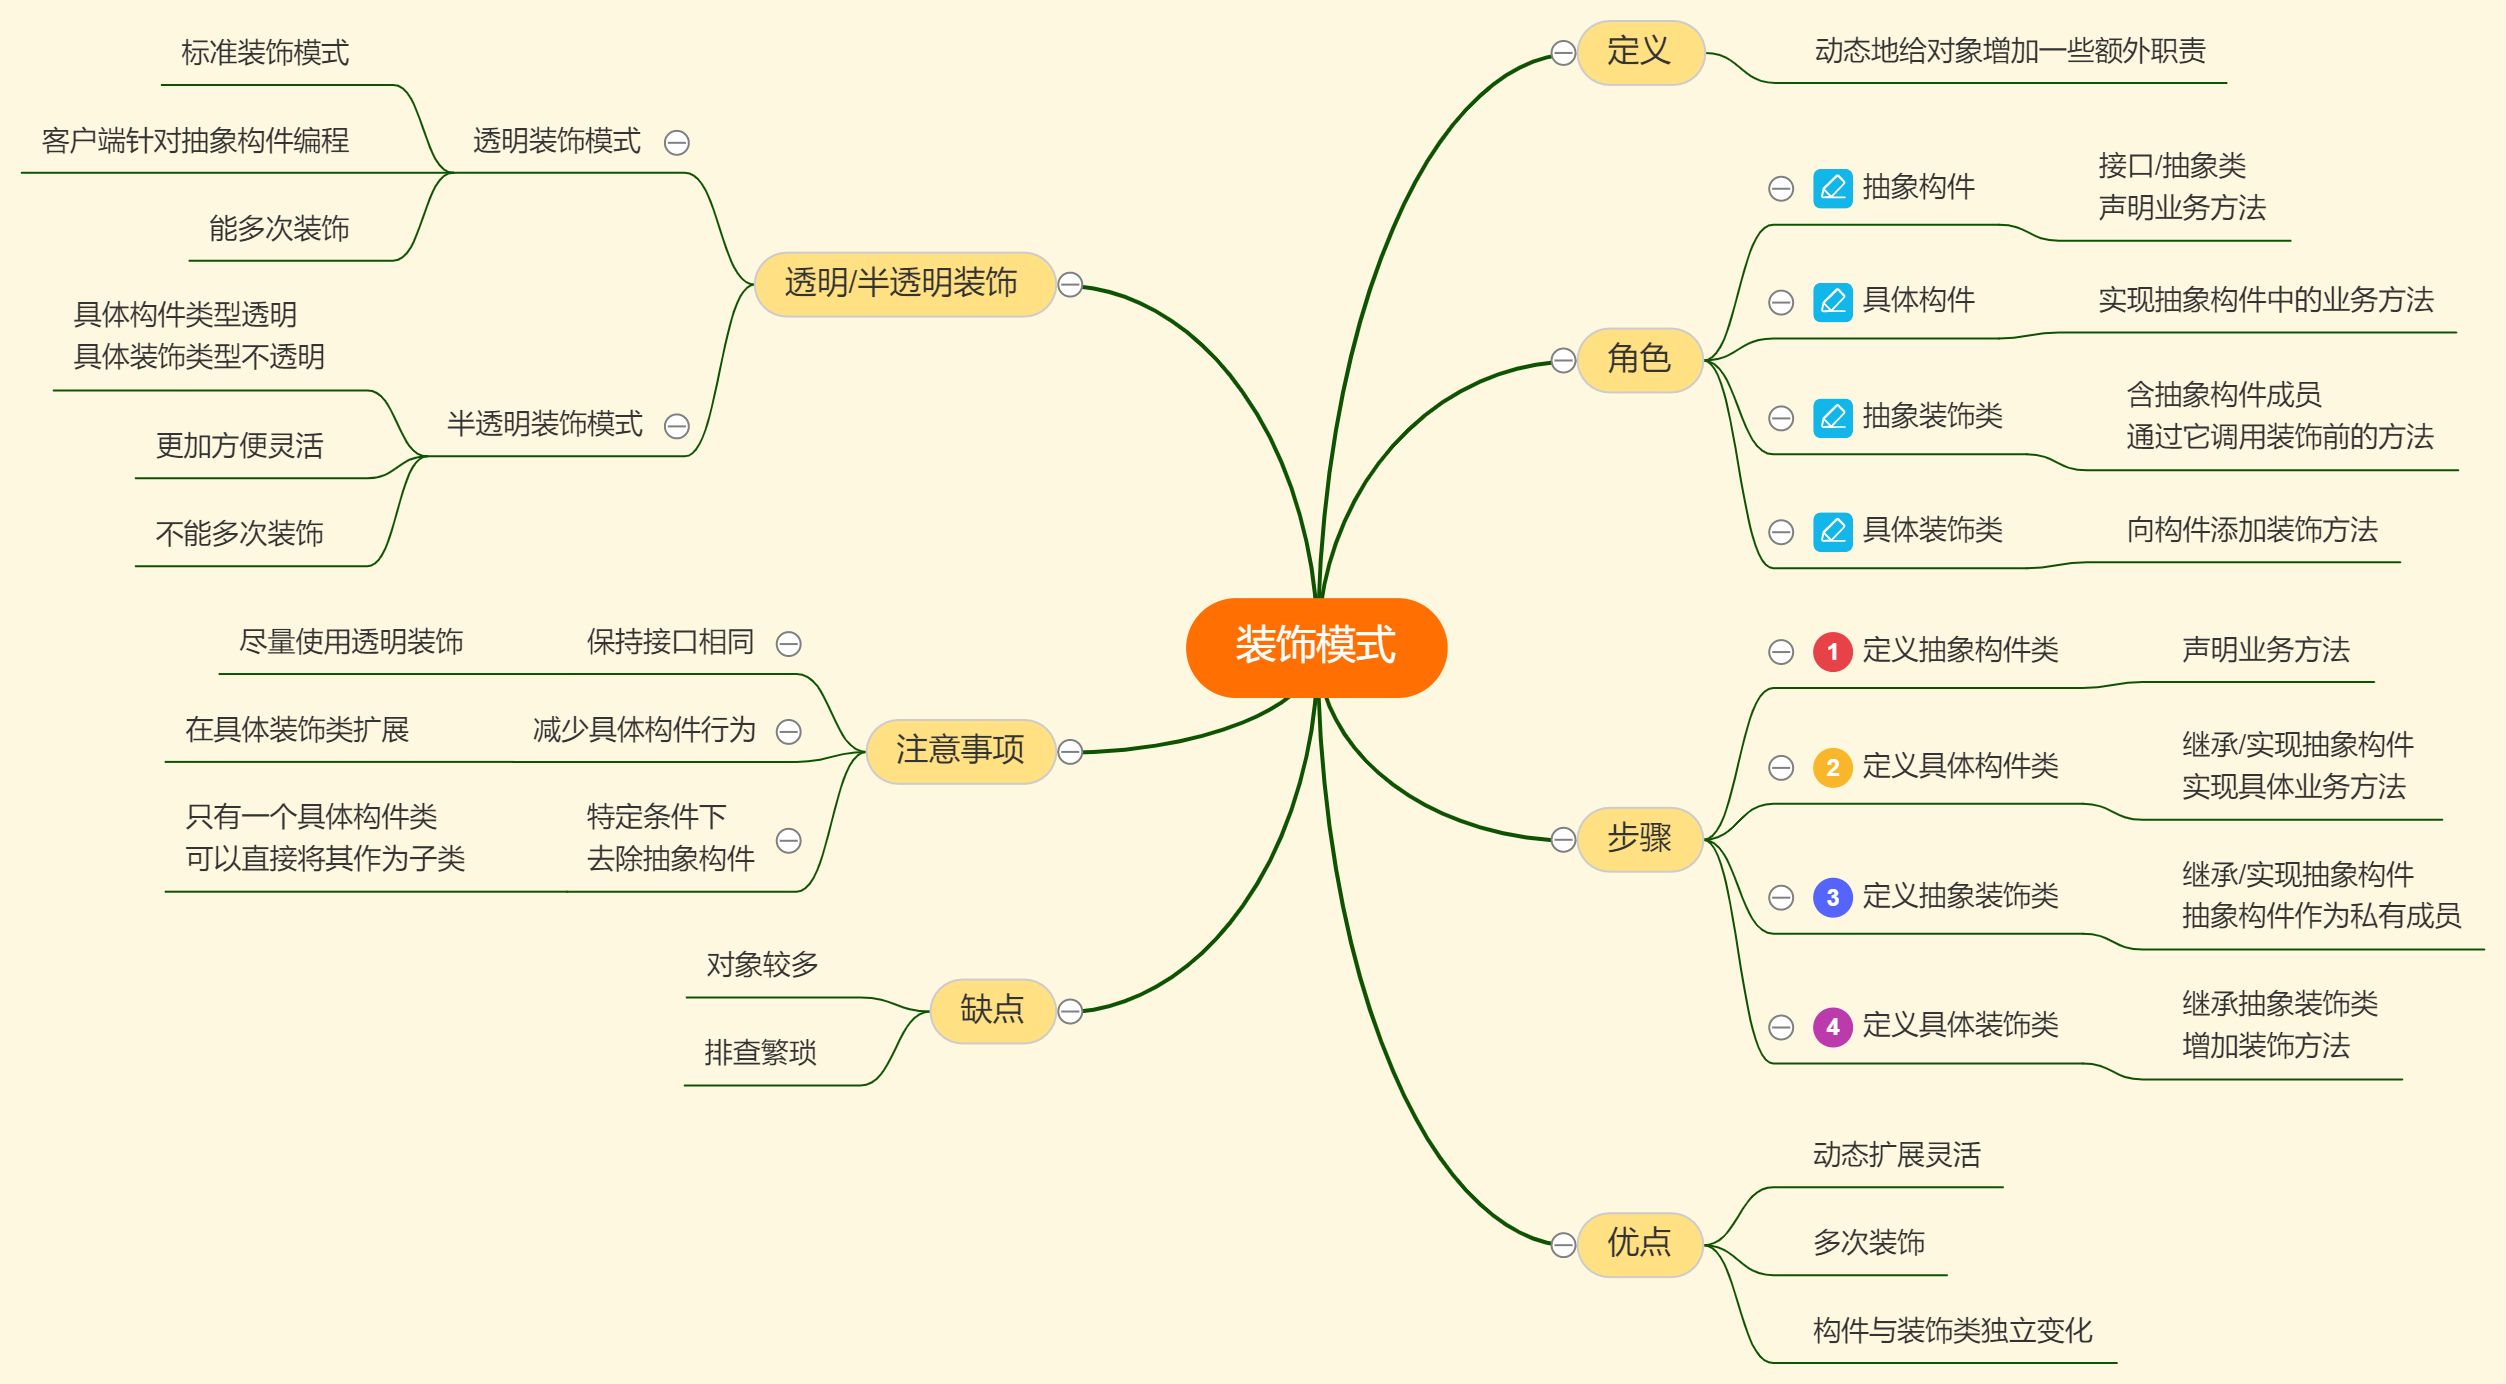 装饰模式
定义
动态地给对象增加一些额外职责
角色
抽象构件
接口/抽象类
声明业务方法
具体构件
实现抽象构件中的业务方法
抽象装饰类
含抽象构件成员
通过它调用装饰前的方法
具体装饰类
向构件添加装饰方法
步骤
1 定义抽象构件类
声明业务方法
2 定义具体构件类
继承/实现抽象构件
实现具体业务方法
3 定义抽象装饰类
继承/实现抽象构件
抽象构件作为私有成员
4 定义具体装饰类
继承抽象装饰类
增加装饰方法
优点
动态扩展灵活
多次装饰
构件与装饰类独立变化
透明/半透明装饰
透明装饰模式
标准装饰模式
客户端针对抽象构件编程
能多次装饰
半透明装饰模式
具体构件类型透明
具体装饰类型不透明
更加方便灵活
不能多次装饰
注意事项
保持接口相同
尽量使用透明装饰
减少具体构件行为
在具体装饰类扩展
特定条件下
去除抽象构件
只有一个具体构件类
可以直接将其作为子类
缺点
对象较多
排查繁琐